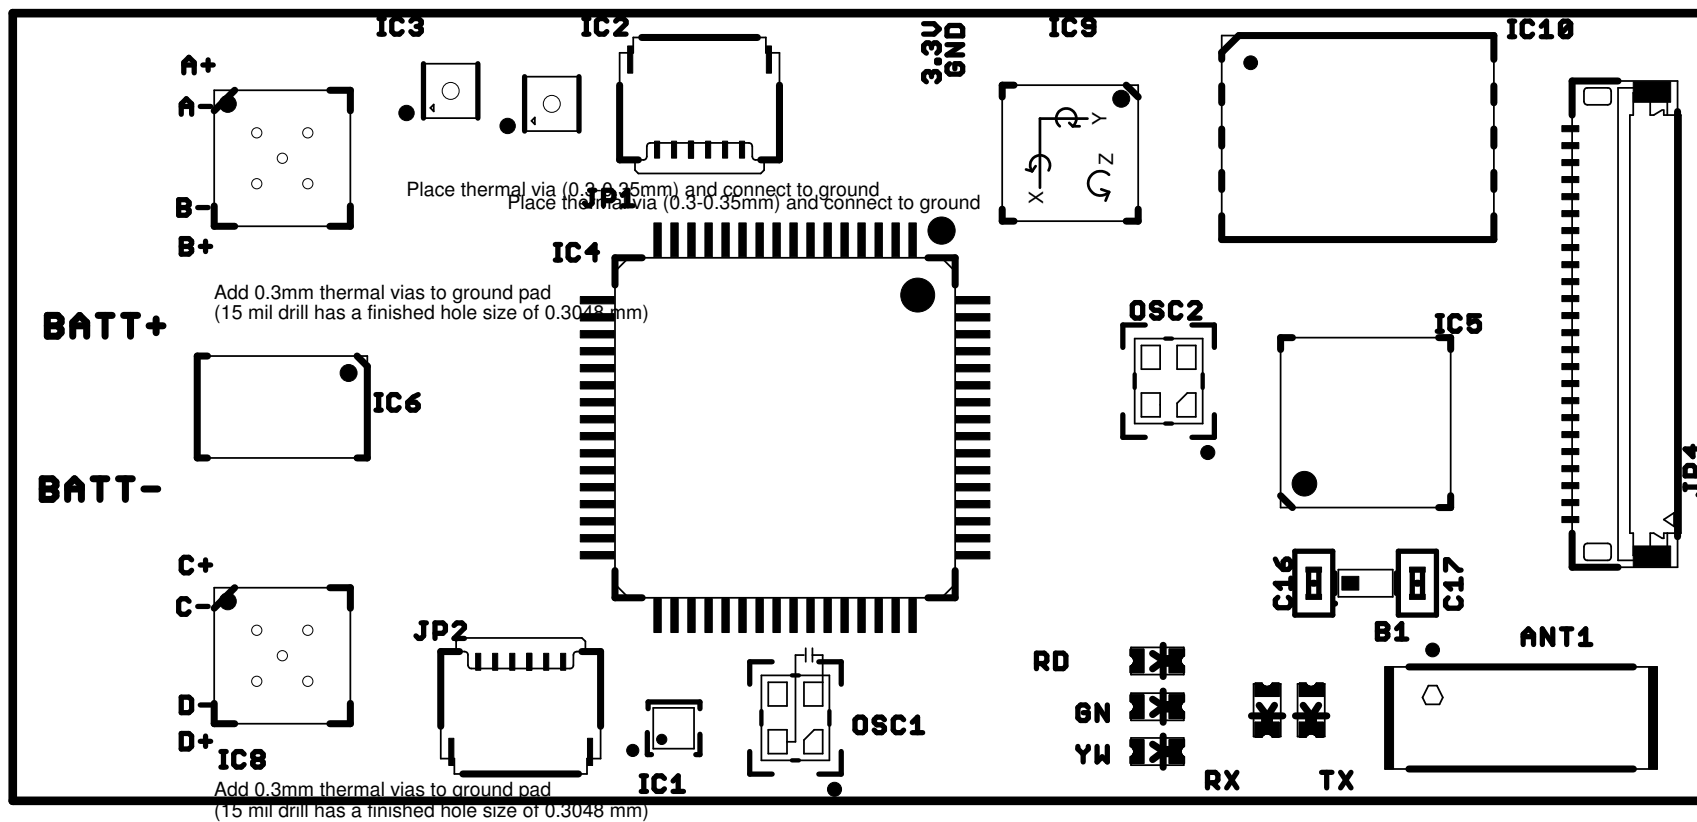 IC3
IC2
3.3V
GND
IC9
IC10
A+
A-
Y
Z
X
B-
B+
Place thermal via (0.3-0.35mm) and connect to ground
Place thermal via (0.3-0.35mm) and connect to ground
JP1
IC4
Add 0.3mm thermal vias to ground pad
(15 mil drill has a finished hole size of 0.3048 mm)
BATT+
OSC2
IC5
IC6
BATT-
JP4
C+
C-
C16
C17
B1
ANT1
JP2
RD
D-
D+
GN
OSC1
YW
IC8
IC1
RX
TX
Add 0.3mm thermal vias to ground pad
(15 mil drill has a finished hole size of 0.3048 mm)